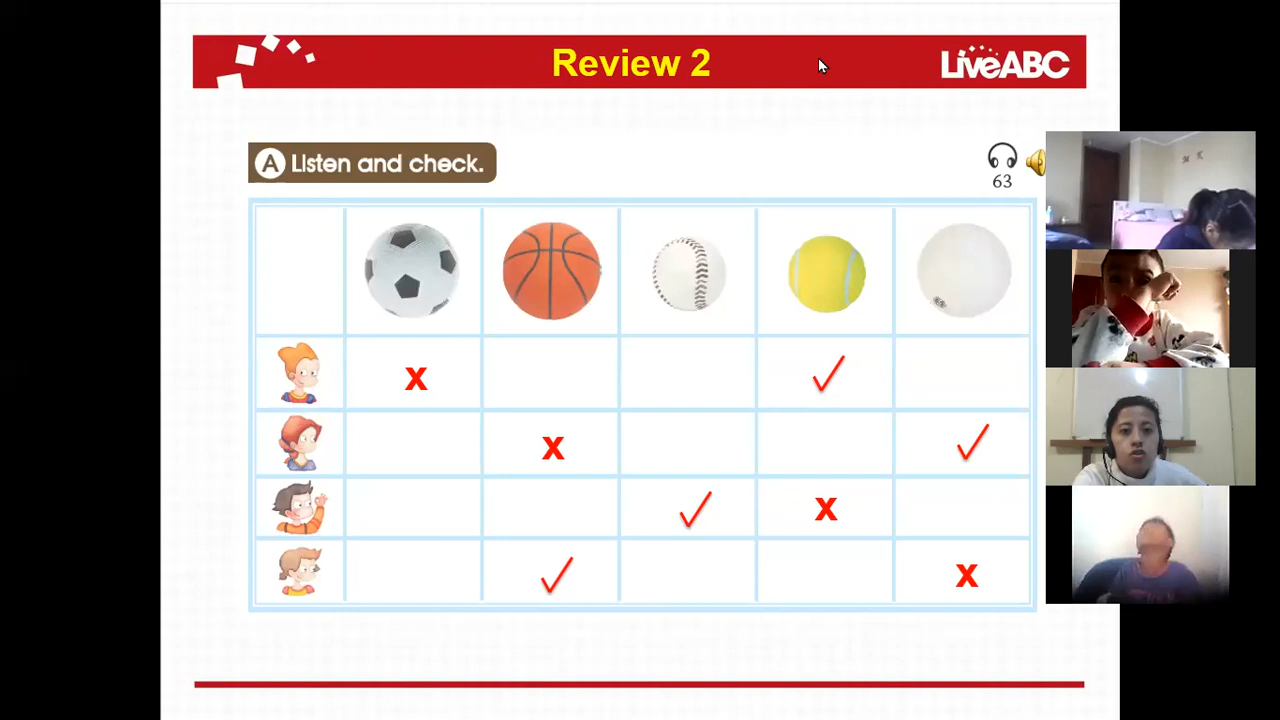 Review 2
LiveABC
A Listen and check.
63
x ✓
x ✓
✓ x
✓ x